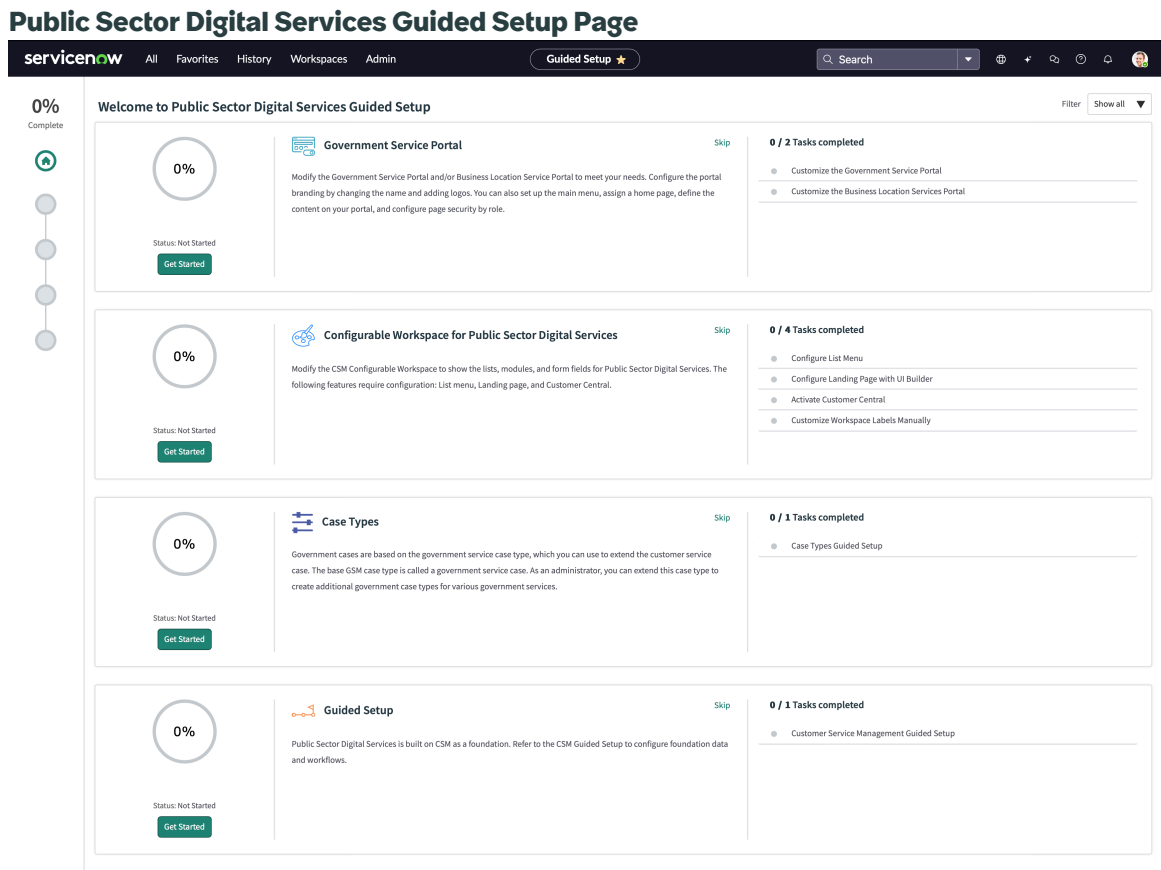 Public Sector Digital Services Guided Setup Page
servicenow All Favorites History Workspaces Admin Guided Setup Search
0%
Complete
Welcome to Public Sector Digital Services Guided Setup
Filter Show all
0%
Status: Not Started
Get Started
Government Service Portal
Skip
Modify the Government Service Portal and/or Business Location Service Portal to meet your needs. Configure the portal
branding by changing the name and adding logos. You can also set up the main menu, assign a home page, define the
content on your portal, and configure page security by role.
0 / 2 Tasks completed
Customize the Government Service Portal
Customize the Business Location Services Portal
0%
Status: Not Started
Get Started
Configurable Workspace for Public Sector Digital Services
Skip
Modify the CSM Configurable Workspace to show the lists, modules, and form fields for Public Sector Digital Services. The
following features require configuration: List menu, Landing page, and Customer Central.
0 / 4 Tasks completed
Configure List Menu
Configure Landing Page with UI Builder
Activate Customer Central
Customize Workspace Labels Manually
0%
Status: Not Started
Get Started
Case Types
Skip
Government cases are based on the government service case type, which you can use to extend the customer service
case. The base GSM case type is called a government service case. As an administrator, you can extend this case type to
create additional government case types for various government services.
0 / 1 Tasks completed
Case Types Guided Setup
0%
Status: Not Started
Get Started
Guided Setup
Skip
Public Sector Digital Services is built on CSM as a foundation. Refer to the CSM Guided Setup to configure foundation data
and workflows.
0 / 1 Tasks completed
Customer Service Management Guided Setup